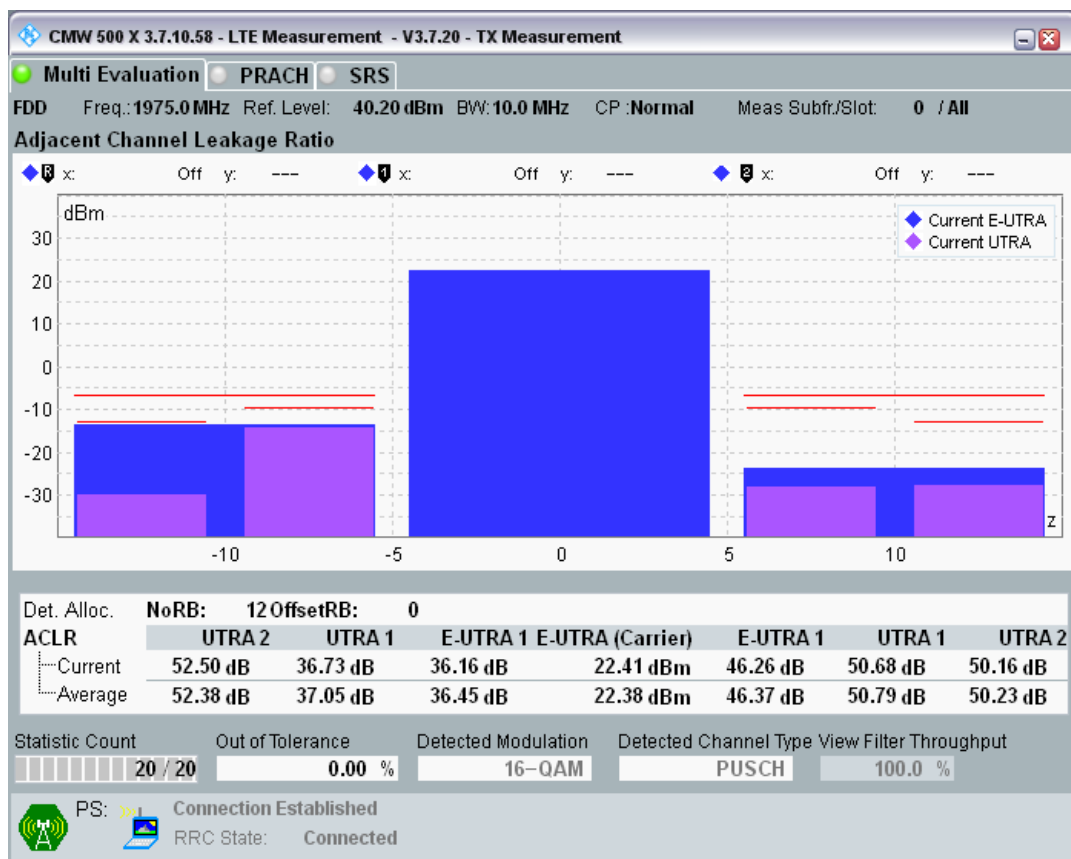 CMW 500 X 3.7.10.58 - LTE Measurement - V3.7.20 - TX Measurement
Multi Evaluation PRACH SRS
FDD Freq.:1975.0 MHz Ref. Level: 40.20 dBm BW: 10.0 MHz CP :Normal Meas Subfr./Slot: 0 / All
Adjacent Channel Leakage Ratio
R x: Off y: --- 1 x: Off y: --- 2 x: Off y: ---
dBm
Current E-UTRA
Current UTRA
30
20
10
0
-10
-20
-30
z
-10 -5 0 5 10
Det. Alloc. NoRB: 12 OffsetRB: 0
ACLR UTRA 2 UTRA 1 E-UTRA 1 E-UTRA (Carrier) E-UTRA 1 UTRA 1 UTRA 2
Current 52.50 dB 36.73 dB 36.16 dB 22.41 dBm 46.26 dB 50.68 dB 50.16 dB
Average 52.38 dB 37.05 dB 36.45 dB 22.38 dBm 46.37 dB 50.79 dB 50.23 dB
Statistic Count Out of Tolerance Detected Modulation Detected Channel Type View Filter Throughput
20 / 20 0.00 % 16-QAM PUSCH 100.0 %
PS: Connection Established
RRC State: Connected